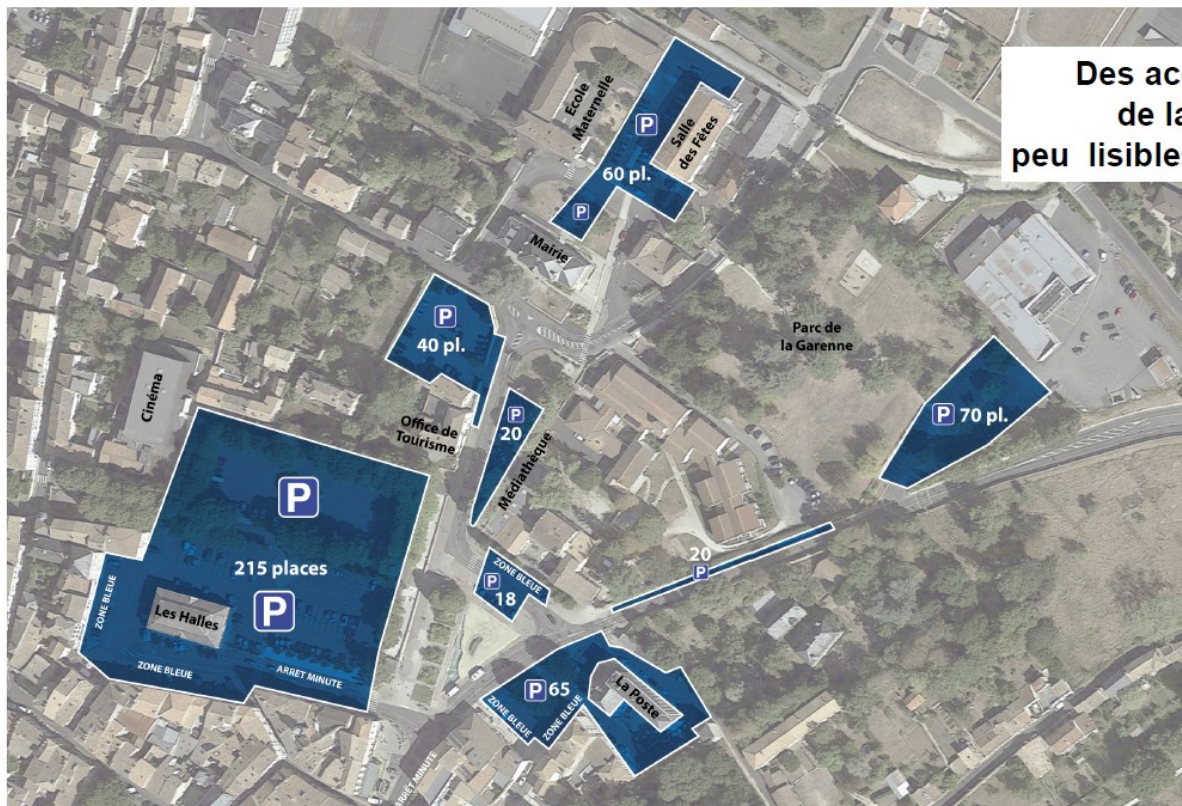 Des ac
de la
peu lisible
Ecole
Maternelle
P
Salle
des Fêtes
60 pl.
P
Mairie
P
40 pl.
Parc de
la Garenne
Cinéma
Office de
Tourisme
P
20
Médiathèque
P 70 pl.
P
215 places
P
ZONE BLEUE
Les Halles
ZONE BLEUE
ARRET MINUTE
ZONE BLEUE
P
18
20
P
P 65
La Poste
ZONE BLEUE
ZONE BLEUE
ARRET MINUTE